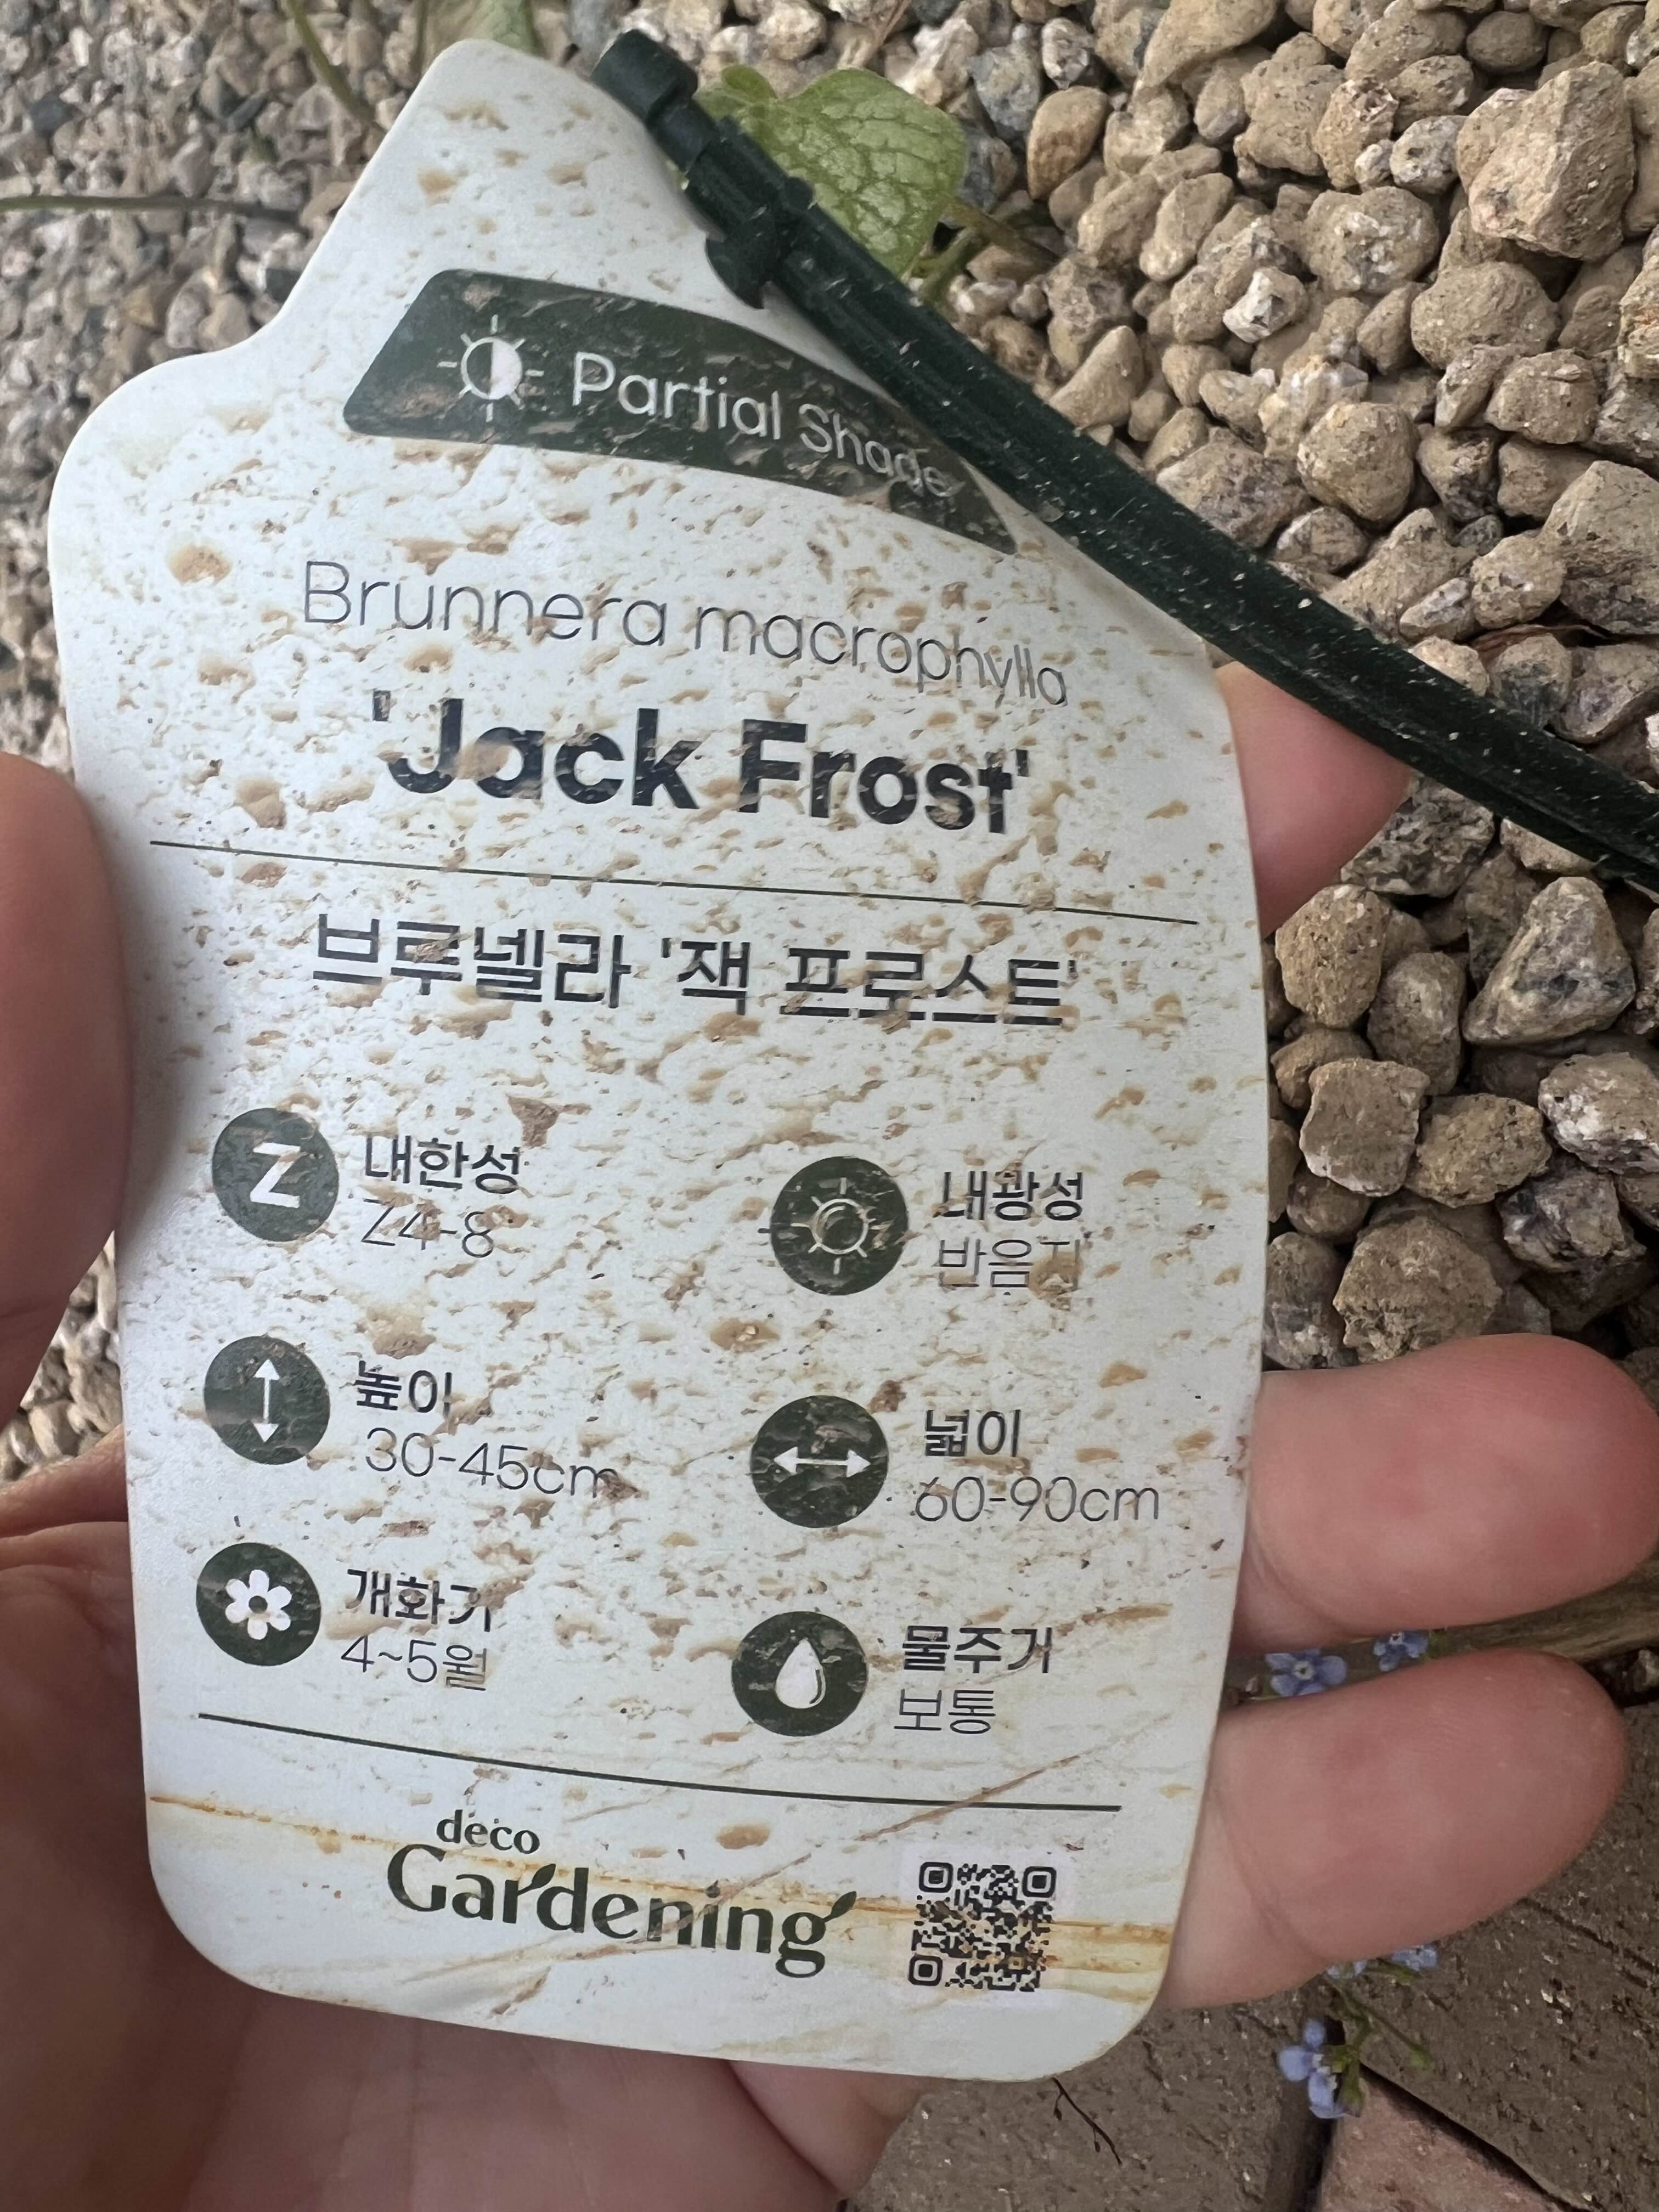 Partial Shade
Brunnera macrophylla
'Jack Frost'
브루넬라 '잭 프로스트'
Z
내한성
Z4-8
내광성
반음지
높이
30-45cm
넓이
60-90cm
개화기
4~5월
물주기
보통
deco
Gardening